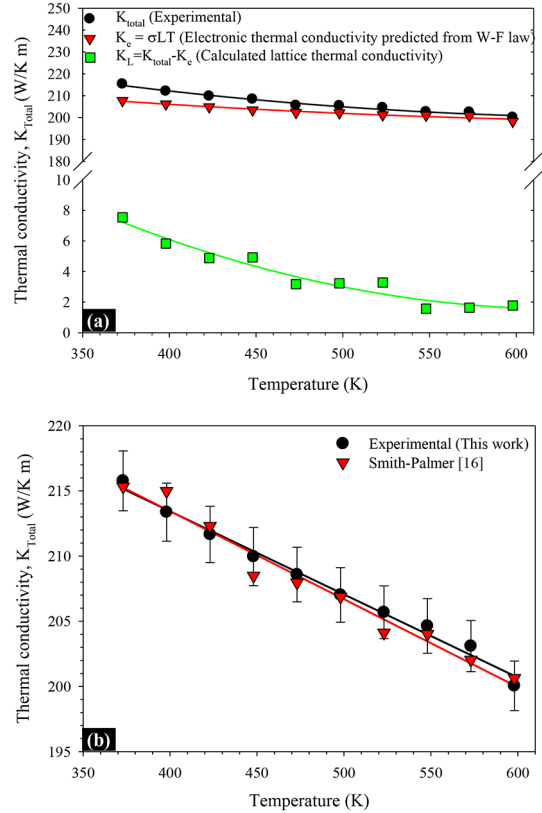 250
240
230
220
210
200
190
180
10
8
6
4
2
0
Thermal conductivity, K_Total (W/K m)
K_total (Experimental)
K_e = σLT (Electronic thermal conductivity predicted from W-F law)
K_L=K_total-K_e (Calculated lattice thermal conductivity)
(a)
350 400 450 500 550 600
Temperature (K)
220
215
210
205
200
195
Thermal conductivity, K_Total (W/K m)
Experimental (This work)
Smith-Palmer [16]
(b)
350 400 450 500 550 600
Temperature (K)